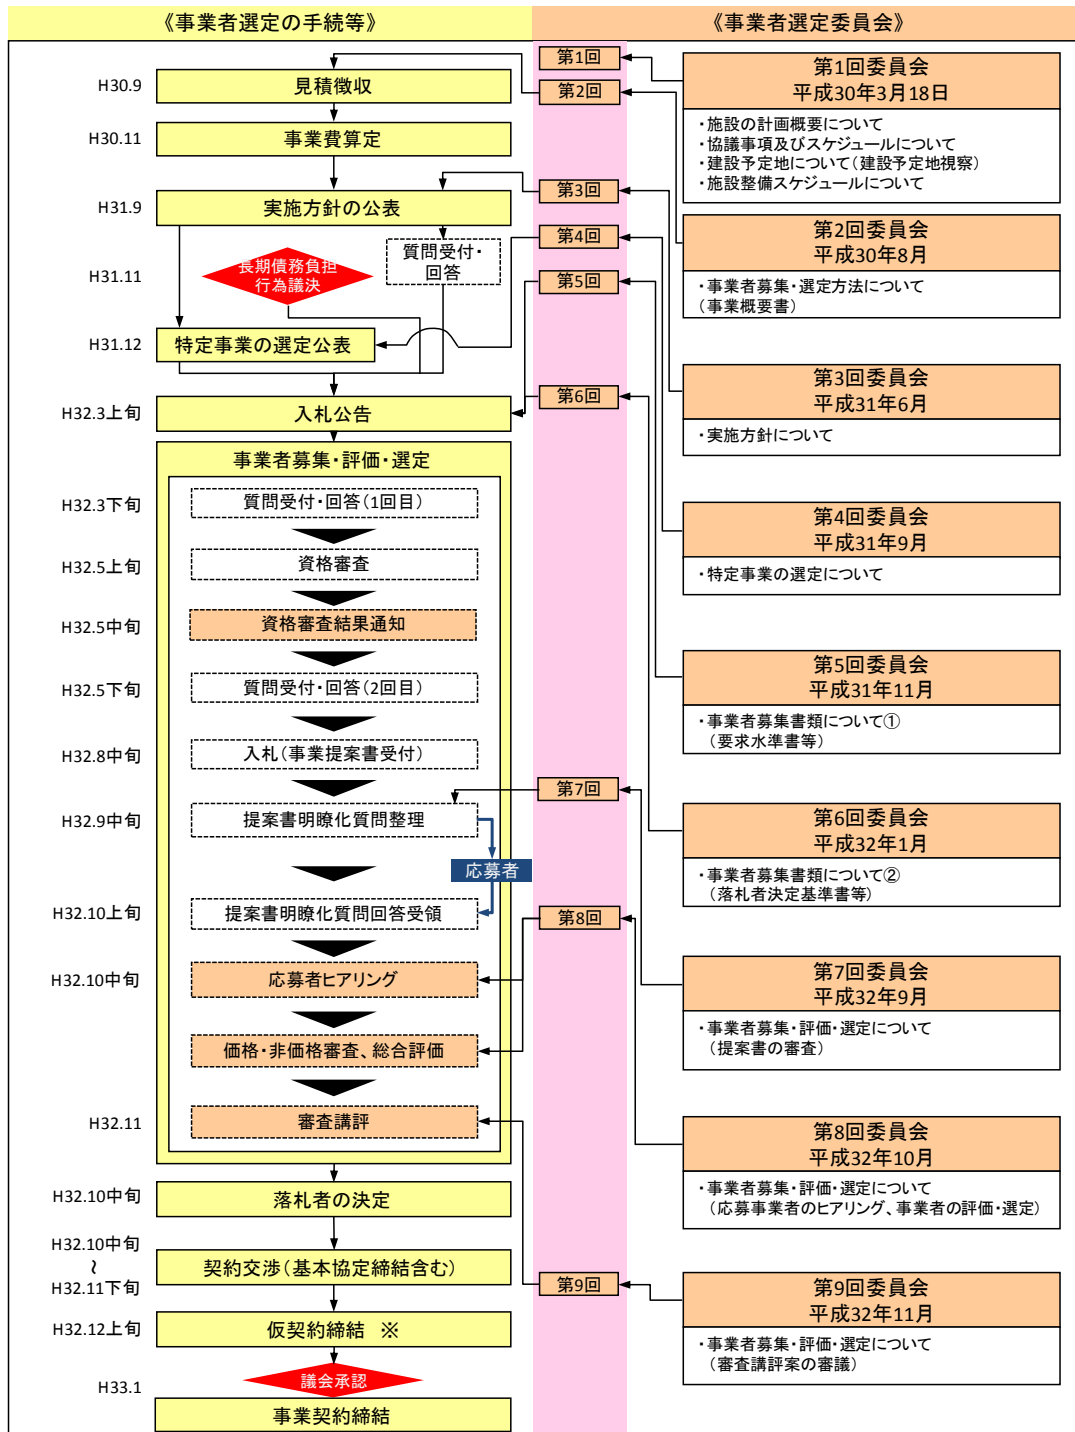 《事業者選定の手続等》
《事業者選定委員会》
H30.9
見積徴収
H30.11
事業費算定
H31.9
実施方針の公表
質問受付・
回答
H31.11
長期債務負担
行為議決
H31.12
特定事業の選定公表
H32.3上旬
入札公告
事業者募集・評価・選定
H32.3下旬
質問受付・回答(1回目)
H32.5上旬
資格審査
H32.5中旬
資格審査結果通知
H32.5下旬
質問受付・回答(2回目)
H32.8中旬
入札(事業提案書受付)
H32.9中旬
提案書明瞭化質問整理
応募者
H32.10上旬
提案書明瞭化質問回答受領
H32.10中旬
応募者ヒアリング
価格・非価格審査、総合評価
H32.11
審査講評
H32.10中旬
落札者の決定
H32.10中旬
~
H32.11下旬
契約交渉(基本協定締結含む)
H32.12上旬
仮契約締結 ※
H33.1
議会承認
事業契約締結
第1回
第2回
第3回
第4回
第5回
第6回
第7回
第8回
第9回
第1回委員会
平成30年3月18日
・施設の計画概要について
・協議事項及びスケジュールについて
・建設予定地について(建設予定地視察)
・施設整備スケジュールについて
第2回委員会
平成30年8月
・事業者募集・選定方法について
(事業概要書)
第3回委員会
平成31年6月
・実施方針について
第4回委員会
平成31年9月
・特定事業の選定について
第5回委員会
平成31年11月
・事業者募集書類について①
(要求水準書等)
第6回委員会
平成32年1月
・事業者募集書類について②
(落札者決定基準書等)
第7回委員会
平成32年9月
・事業者募集・評価・選定について
(提案書の審査)
第8回委員会
平成32年10月
・事業者募集・評価・選定について
(応募事業者のヒアリング、事業者の評価・選定)
第9回委員会
平成32年11月
・事業者募集・評価・選定について
(審査講評案の審議)